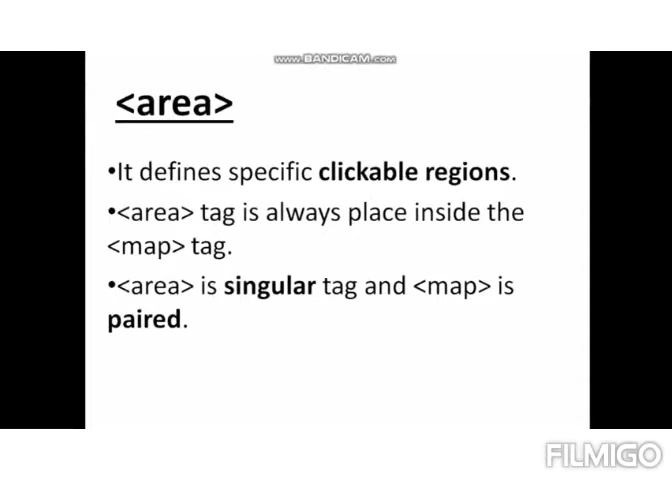 www.BANDICAM.com
<area>
•It defines specific clickable regions.
•<area> tag is always place inside the
<map> tag.
•<area> is singular tag and <map> is
paired.
FILMIGO